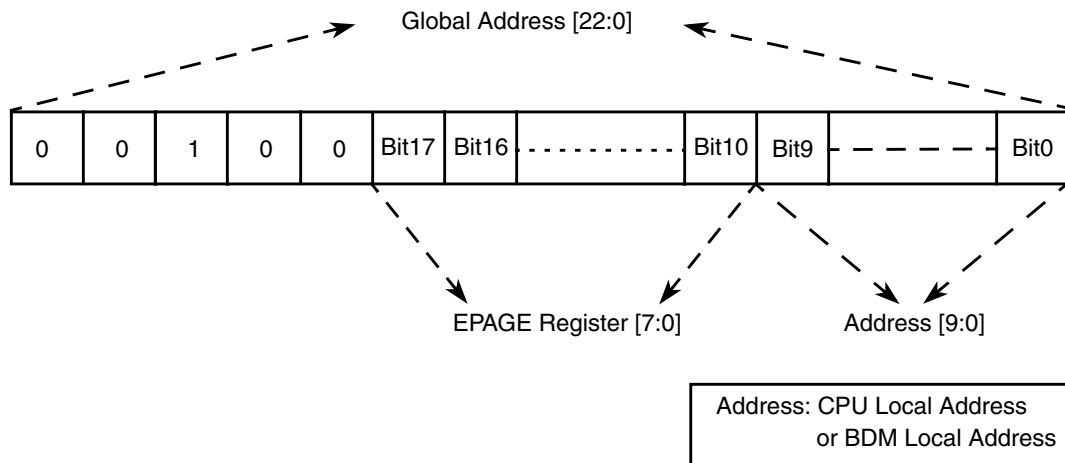 Global Address [22:0]
0 0 1 0 0 Bit17 Bit16 Bit10 Bit9 Bit0
EPAGE Register [7:0] Address [9:0]
Address: CPU Local Address
or BDM Local Address